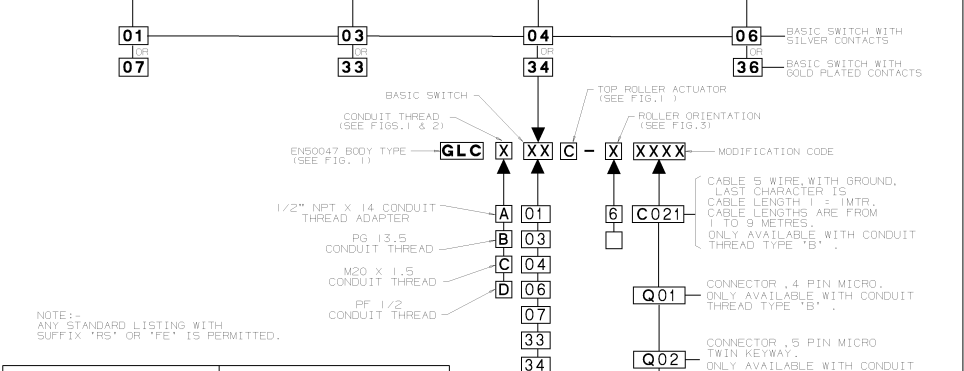 01 03 04 06 BASIC SWITCH WITH
SILVER CONTACTS
OR OR OR OR
07 33 34 36 BASIC SWITCH WITH
GOLD PLATED CONTACTS
BASIC SWITCH
TOP ROLLER ACTUATOR
(SEE FIG.1 )
CONDUIT THREAD
(SEE FIGS.1 & 2)
ROLLER ORIENTATION
(SEE FIG.3)
EN50047 BODY TYPE
(SEE FIG. 1)
GLC X XX C - X XXXX MODIFICATION CODE
1/2" NPT X 14 CONDUIT
THREAD ADAPTER
A
PG 13.5
CONDUIT THREAD
B
M20 X 1.5
CONDUIT THREAD
C
PF 1/2
CONDUIT THREAD
D
01
03
04
06
07
33
34
6
C021
CABLE 5 WIRE, WITH GROUND,
LAST CHARACTER IS
CABLE LENGTH 1 = 1MTR.
CABLE LENGTHS ARE FROM
1 TO 9 METRES.
ONLY AVAILABLE WITH CONDUIT
THREAD TYPE 'B' .
Q01
CONNECTOR ,4 PIN MICRO.
ONLY AVAILABLE WITH CONDUIT
THREAD TYPE 'B' .
Q02
CONNECTOR ,5 PIN MICRO
TWIN KEYWAY.
ONLY AVAILABLE WITH CONDUIT
NOTE:-
ANY STANDARD LISTING WITH
SUFFIX 'RS' OR 'FE' IS PERMITTED.